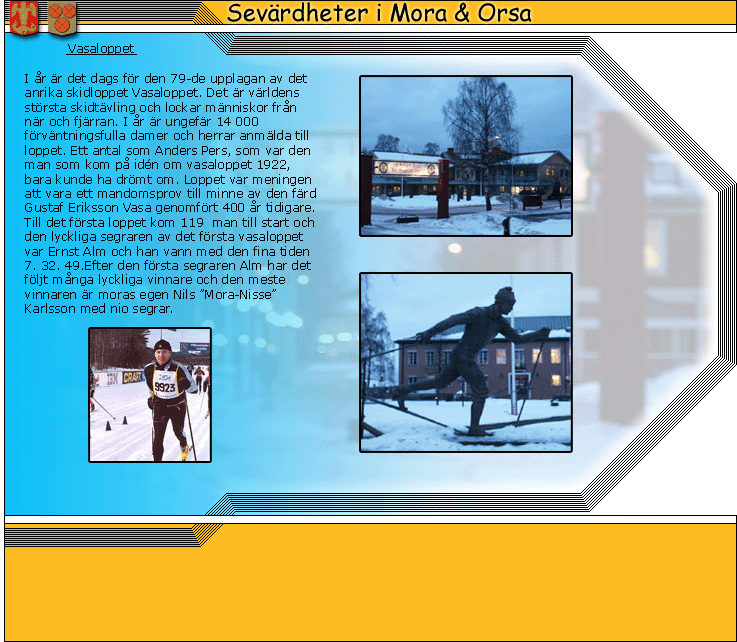 Sevärdheter i Mora & Orsa
Vasaloppet
I år är det dags för den 79-de upplagan av det
anrika skidloppet Vasaloppet. Det är världens
största skidtävling och lockar människor från
när och fjärran. I år är ungefär 14 000
förväntningsfulla damer och herrar anmälda till
loppet. Ett antal som Anders Pers, som var den
man som kom på idén om vasaloppet 1922,
bara kunde ha drömt om. Loppet var meningen
att vara ett mandomsprov till minne av den färd
Gustaf Eriksson Vasa genomfört 400 år tidigare.
Till det första loppet kom 119  man till start och
den lyckliga segraren av det första vasaloppet
var Ernst Alm och han vann med den fina tiden
7. 32. 49.Efter den första segraren Alm har det
följt många lyckliga vinnare och den meste
vinnaren är moras egen Nils ”Mora-Nisse”
Karlsson med nio segrar.
IBM CRAFT
9923